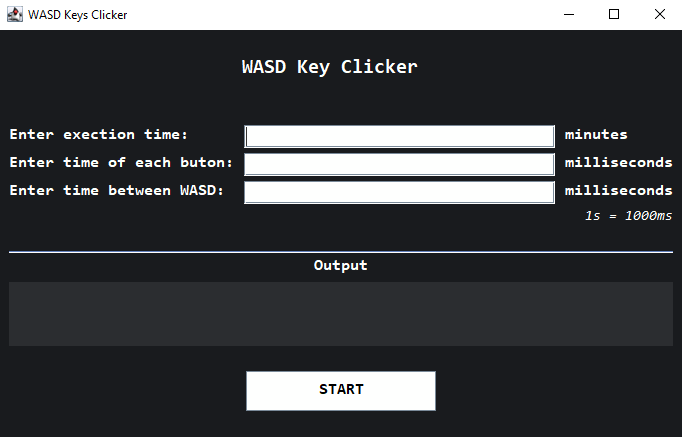 WASD Keys Clicker
WASD Key Clicker
Enter exection time: minutes
Enter time of each buton: milliseconds
Enter time between WASD: milliseconds
1s = 1000ms
Output
START